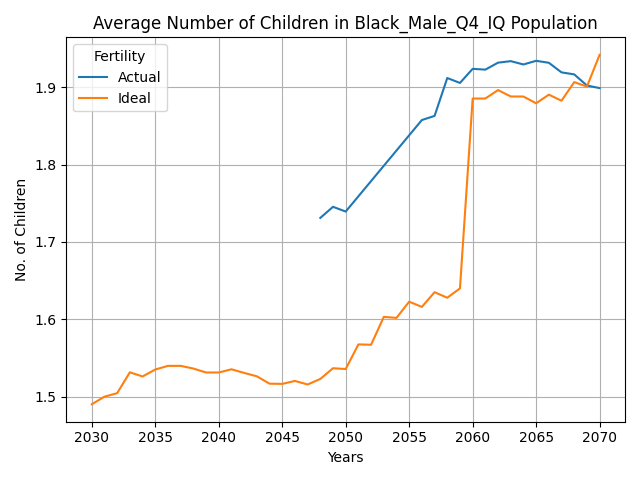 Average Number of Children in Black_Male_Q4_IQ Population
Fertility
Actual
Ideal
No. of Children
1.9
1.8
1.7
1.6
1.5
2030 2035 2040 2045 2050 2055 2060 2065 2070
Years